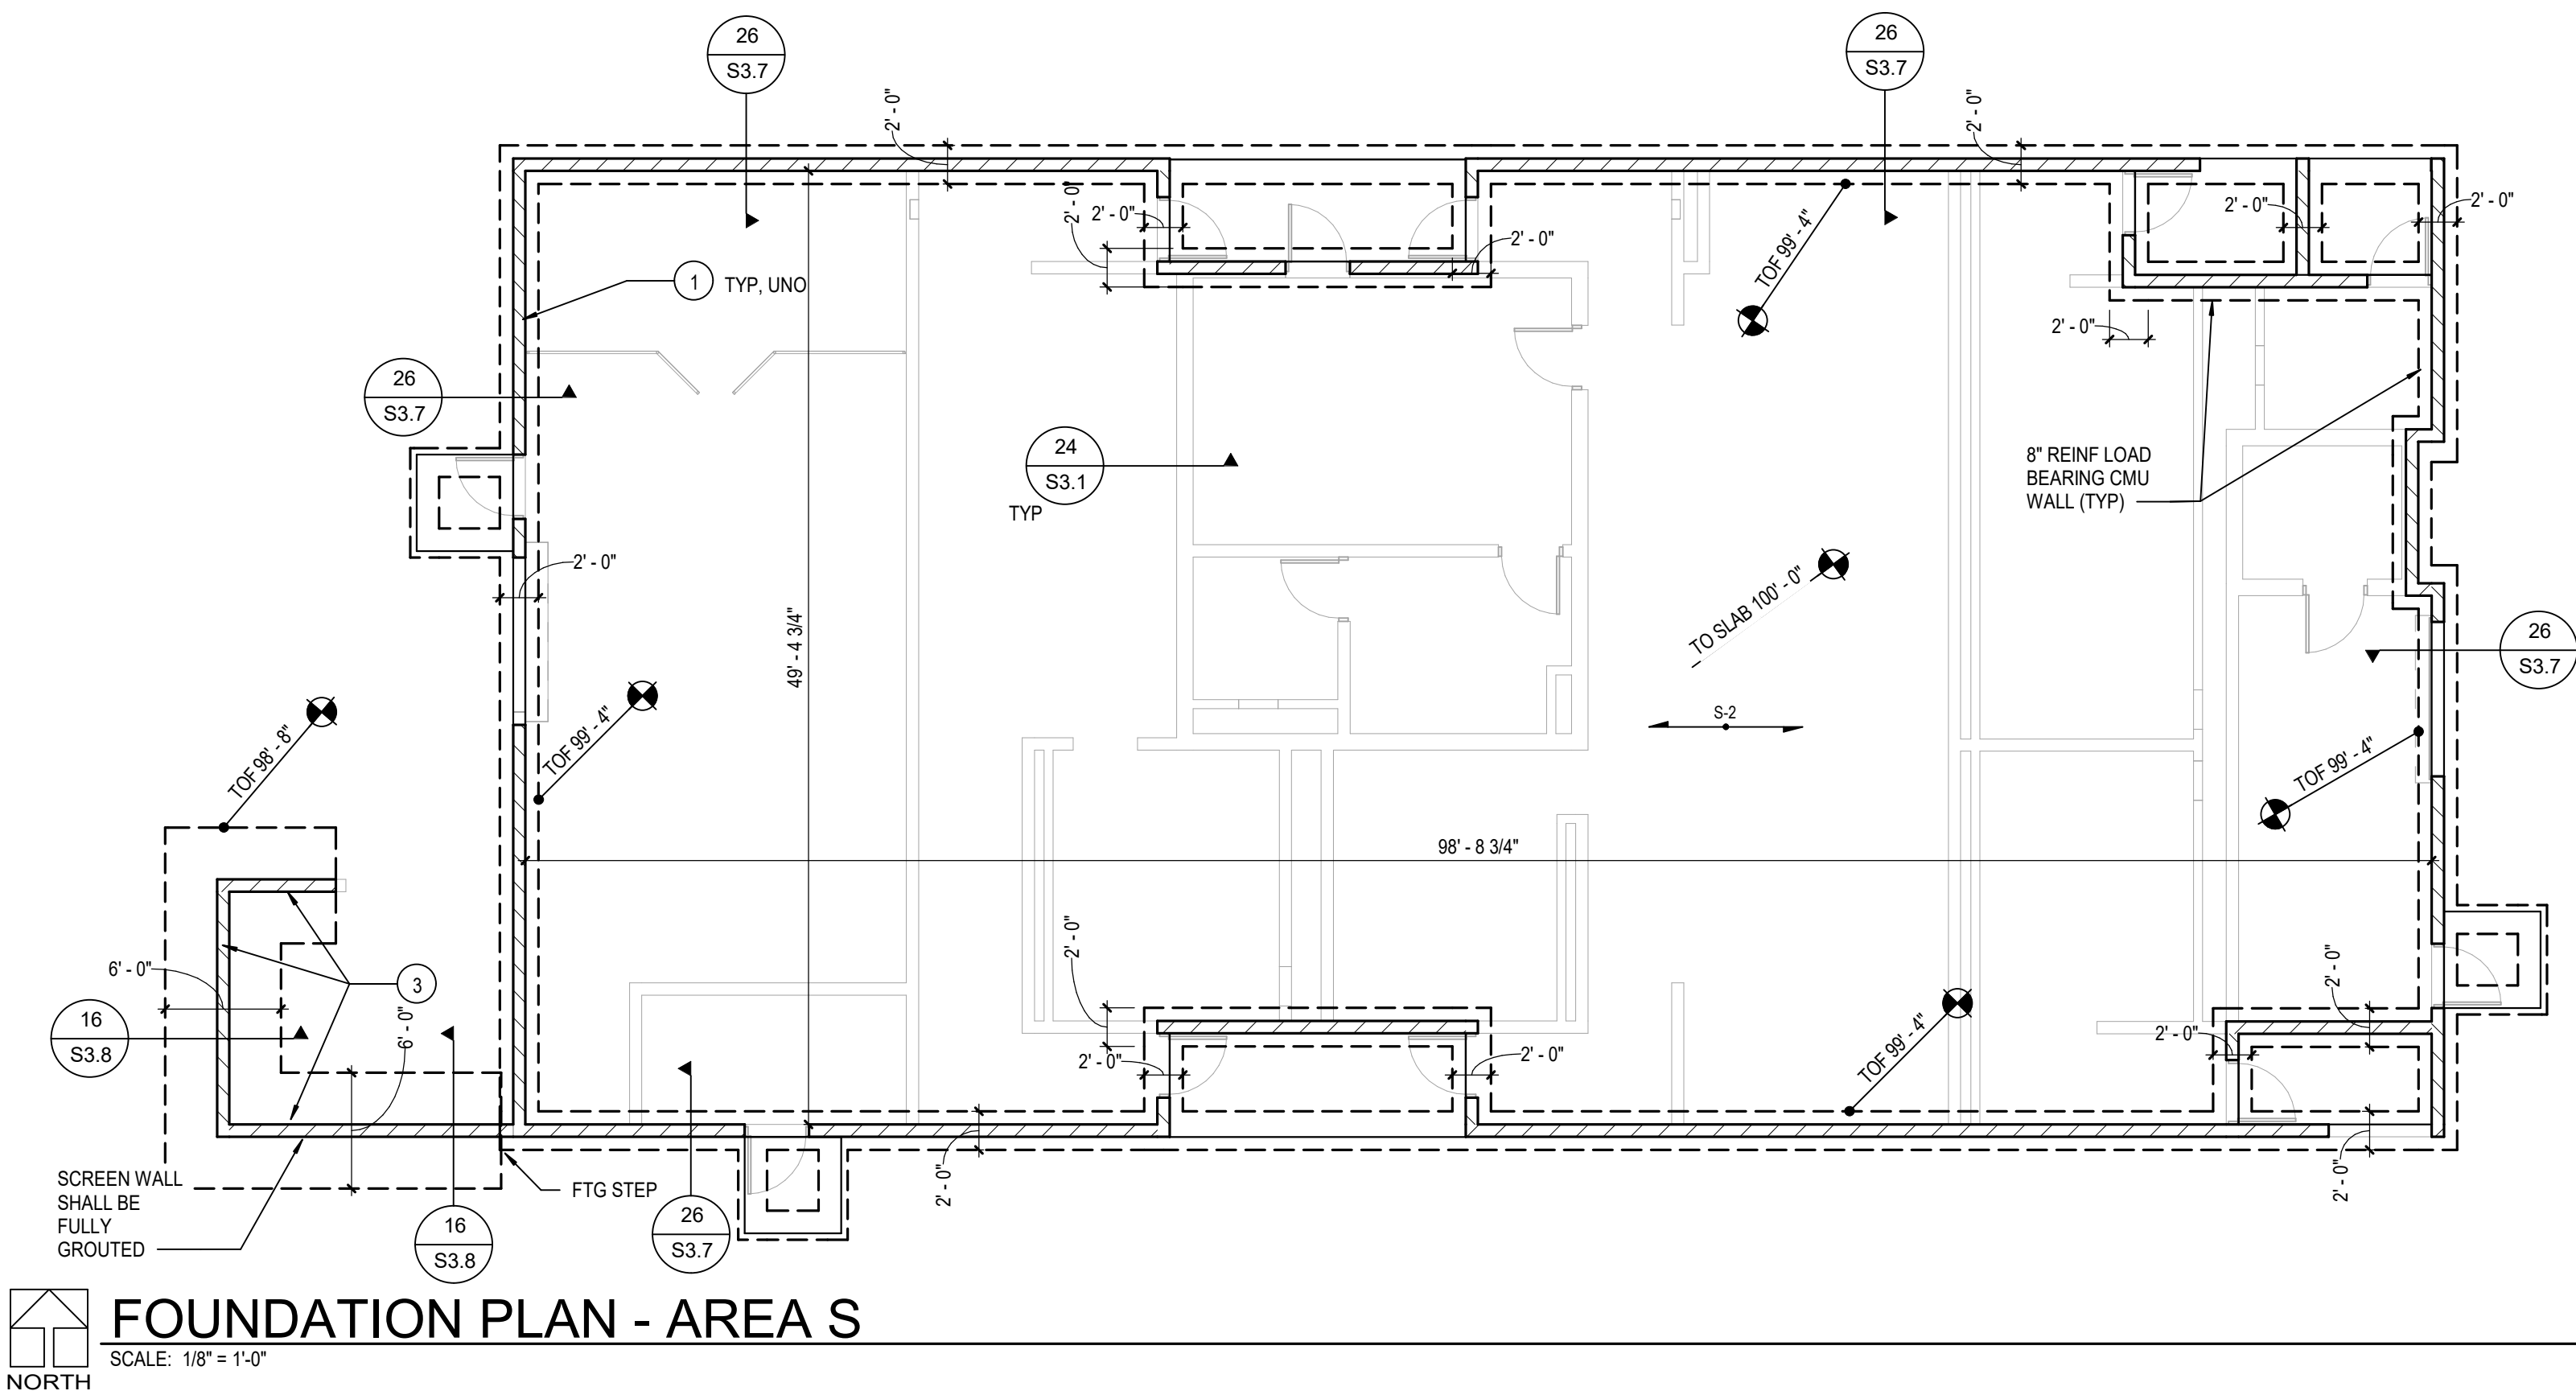 26
S3.7
26
S3.7
2' - 0"
2' - 0"
2' - 0"
2' - 0"
2' - 0"
2' - 0"
2' - 0"
TOF 99' - 4"
1
TYP, UNO
2' - 0"
26
S3.7
24
S3.1
TYP
8" REINF LOAD
BEARING CMU
WALL (TYP)
2' - 0"
TO SLAB 100' - 0"
49' - 4 3/4"
26
S3.7
S-2
TOF 98' - 8"
TOF 99' - 4"
TOF 99' - 4"
98' - 8 3/4"
2' - 0"
6' - 0"
3
2' - 0"
16
S3.8
6' - 0"
2' - 0"
2' - 0"
2' - 0"
TOF 99' - 4"
SCREEN WALL
SHALL BE
FULLY
GROUTED
FTG STEP
2' - 0"
2' - 0"
16
S3.8
26
S3.7
FOUNDATION PLAN - AREA S
SCALE: 1/8" = 1'-0"
NORTH